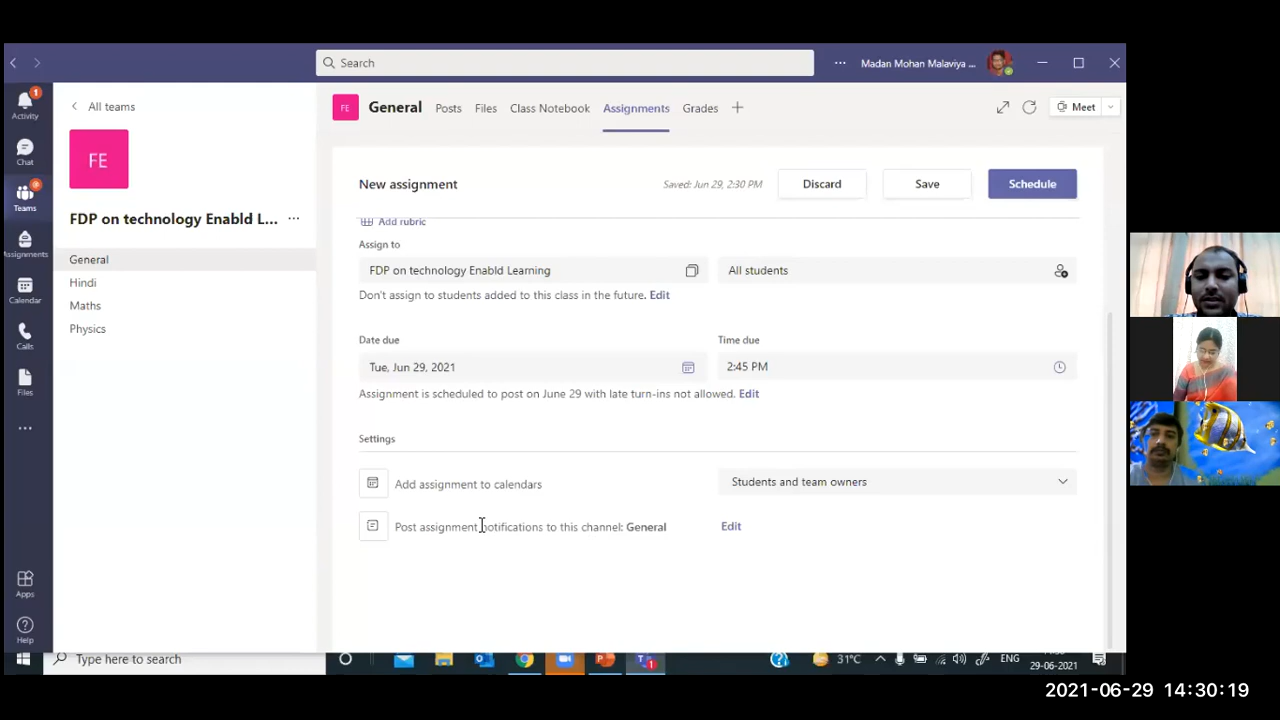 Search
Madan Mohan Malaviya ...
1
Activity
Chat
Teams
Assignments
Calendar
Calls
Files
Apps
Help
All teams
FE
FDP on technology Enabld L... ...
General
Hindi
Maths
Physics
FE General Posts Files Class Notebook Assignments Grades
Meet
New assignment
Saved: Jun 29, 2:30 PM
Discard
Save
Schedule
Add rubric
Assign to
FDP on technology Enabld Learning
All students
Don't assign to students added to this class in the future. Edit
Date due
Time due
Tue, Jun 29, 2021
2:45 PM
Assignment is scheduled to post on June 29 with late turn-ins not allowed. Edit
Settings
Add assignment to calendars
Students and team owners
Post assignment notifications to this channel: General
Edit
Type here to search
1
31°C
ENG
29-06-2021
2021-06-29 14:30:19